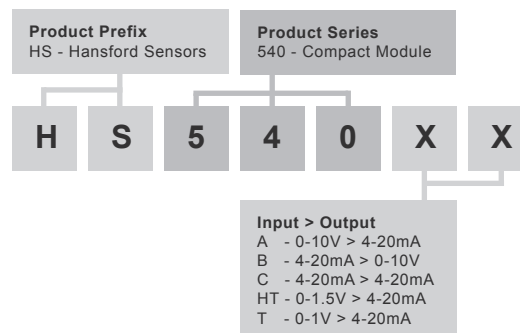 Product Prefix
HS - Hansford Sensors
Product Series
540 - Compact Module
H S 5 4 0 X X
Input > Output
A - 0-10V > 4-20mA
B - 4-20mA > 0-10V
C - 4-20mA > 4-20mA
HT - 0-1.5V > 4-20mA
T - 0-1V > 4-20mA